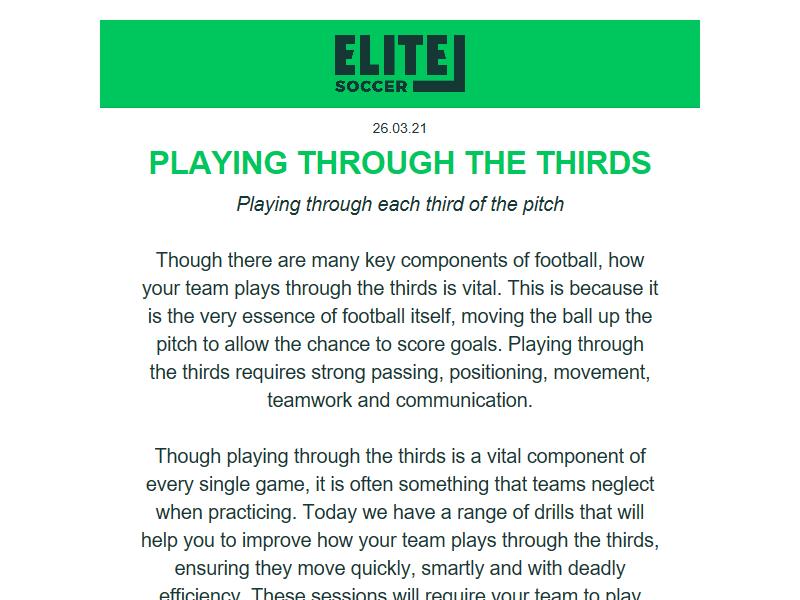 ELITE
SOCCER
26.03.21
PLAYING THROUGH THE THIRDS
Playing through each third of the pitch
Though there are many key components of football, how
your team plays through the thirds is vital. This is because it
is the very essence of football itself, moving the ball up the
pitch to allow the chance to score goals. Playing through
the thirds requires strong passing, positioning, movement,
teamwork and communication.
Though playing through the thirds is a vital component of
every single game, it is often something that teams neglect
when practicing. Today we have a range of drills that will
help you to improve how your team plays through the thirds,
ensuring they move quickly, smartly and with deadly
efficiency. These sessions will require your team to play